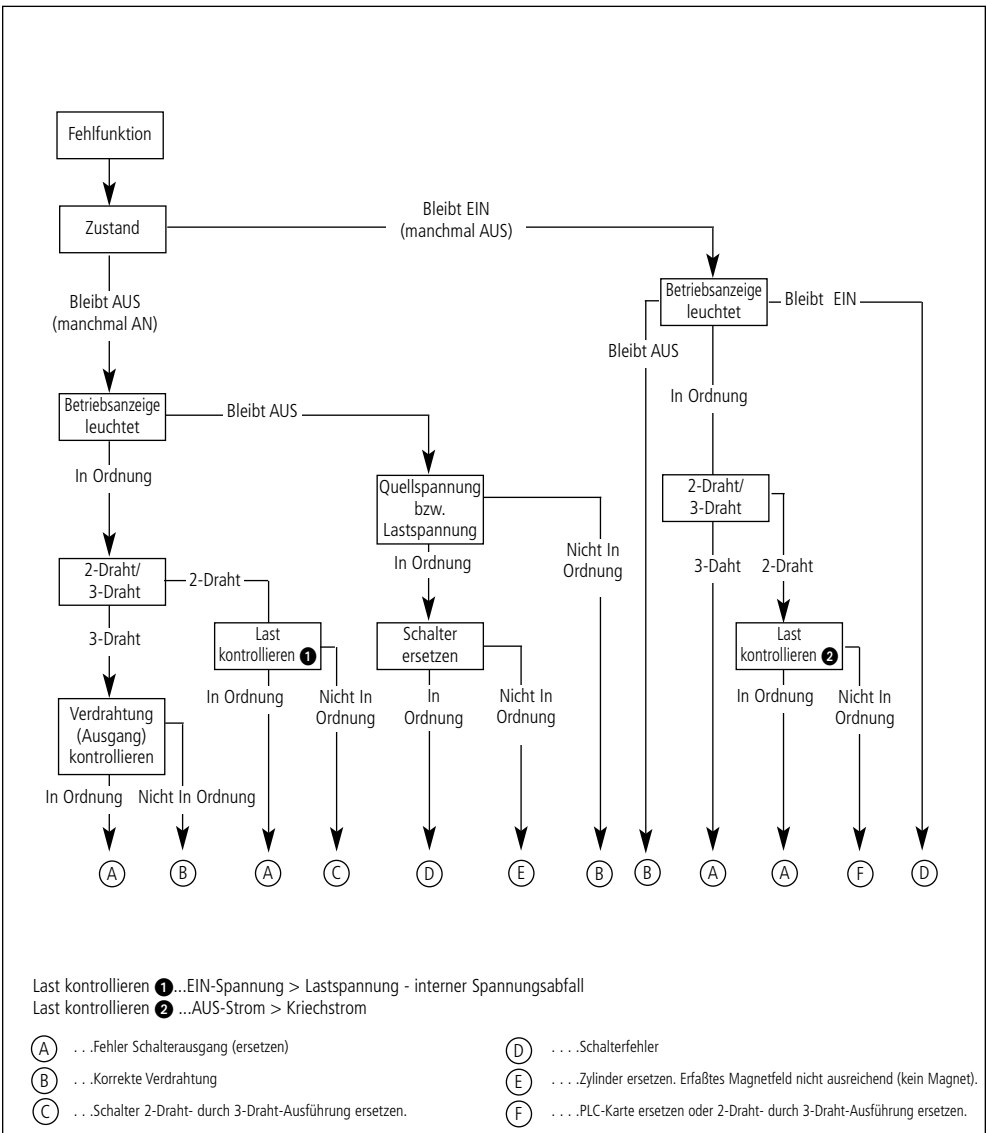 Fehlfunktion
Zustand
Bleibt EIN
(manchmal AUS)
Bleibt AUS
(manchmal AN)
Betriebsanzeige
leuchtet
Bleibt EIN
Bleibt AUS
In Ordnung
Betriebsanzeige
leuchtet
Bleibt AUS
In Ordnung
Quellspannung
bzw.
Lastspannung
In Ordnung
Nicht In
Ordnung
2-Draht/
3-Draht
3-Daht
2-Draht
2-Draht/
3-Draht
2-Draht
3-Draht
Last
kontrollieren ❶
In Ordnung
Nicht In
Ordnung
Schalter
ersetzen
In
Ordnung
Nicht In
Ordnung
Last
kontrollieren ❷
In Ordnung
Nicht In
Ordnung
Verdrahtung
(Ausgang)
kontrollieren
In Ordnung
Nicht In Ordnung
A B A C D E B B A A F D
Last kontrollieren ❶...EIN-Spannung > Lastspannung - interner Spannungsabfall
Last kontrollieren ❷ ...AUS-Strom > Kriechstrom
A . . .Fehler Schalterausgang (ersetzen)
B . . .Korrekte Verdrahtung
C . . .Schalter 2-Draht- durch 3-Draht-Ausführung ersetzen.
D . . . .Schalterfehler
E . . . .Zylinder ersetzen. Erfaßtes Magnetfeld nicht ausreichend (kein Magnet).
F . . . .PLC-Karte ersetzen oder 2-Draht- durch 3-Draht-Ausführung ersetzen.